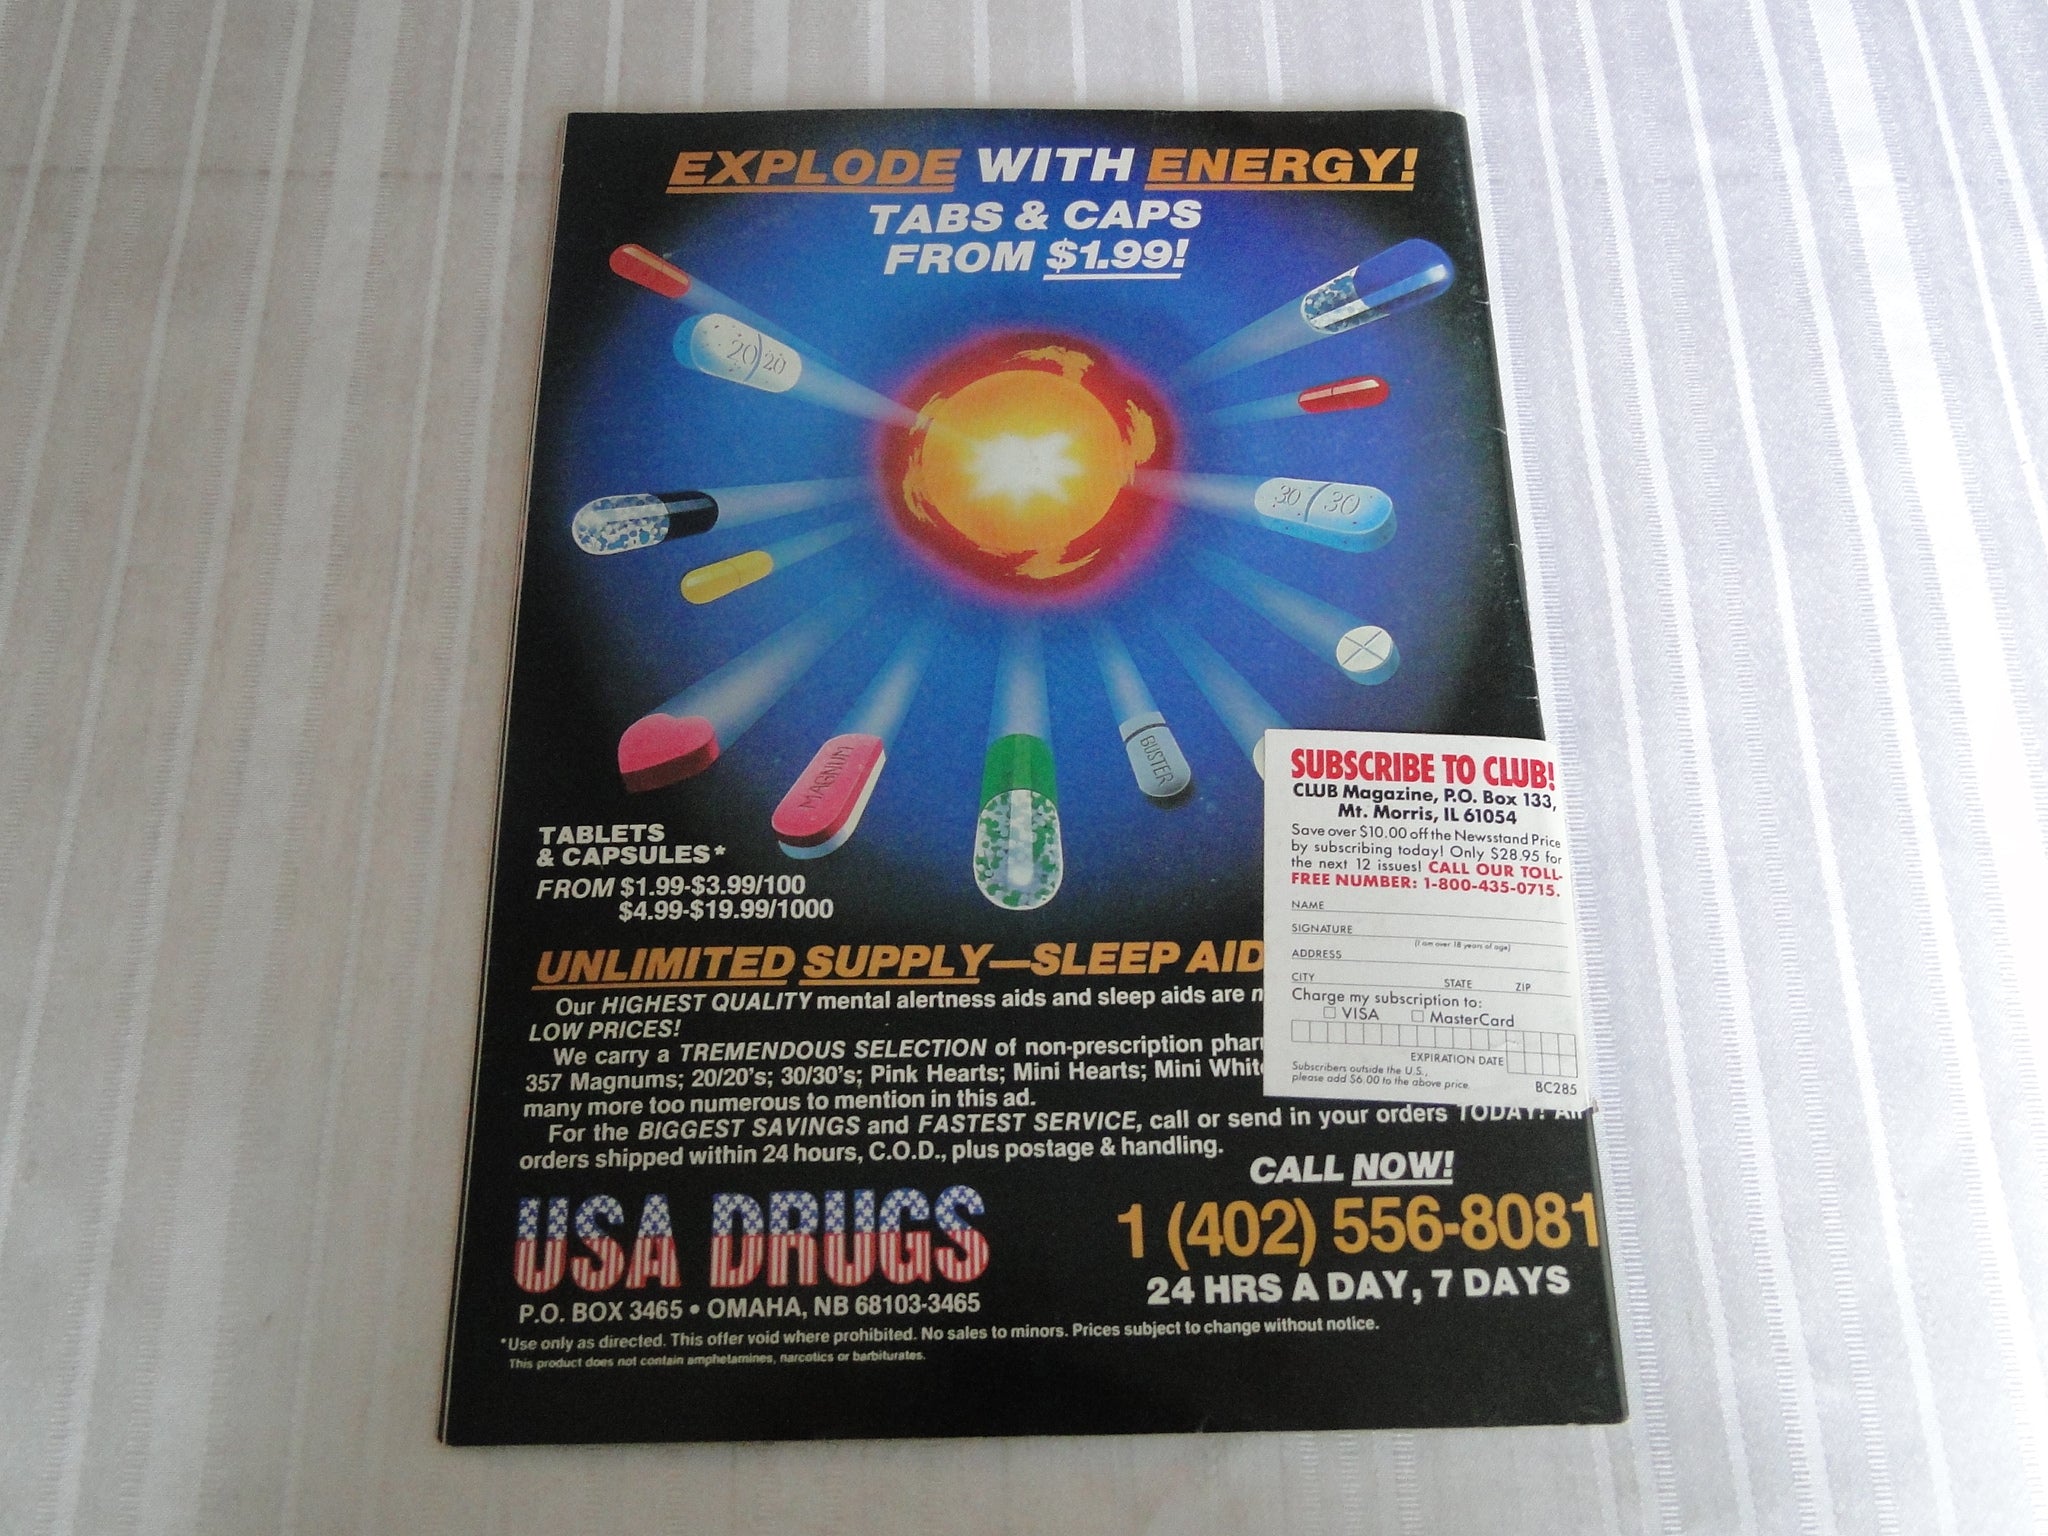 EXPLODE WITH ENERGY!
TABS & CAPS
FROM $1.99!
20 20
30 30
MAGNUM
BUSTER
TABLETS
& CAPSULES*
FROM $1.99-$3.99/100
$4.99-$19.99/1000
UNLIMITED SUPPLY—SLEEP AID
Our HIGHEST QUALITY mental alertness aids and sleep aids are
LOW PRICES!
We carry a TREMENDOUS SELECTION of non-prescription
357 Magnums; 20/20's; 30/30's; Pink Hearts; Mini Hearts; Mini
many more too numerous to mention in this ad.
For the BIGGEST SAVINGS and FASTEST SERVICE, call or send in your orders TODAY! All
orders shipped within 24 hours, C.O.D., plus postage & handling.
CALL NOW!
USA DRUGS
1 (402) 556-8081
24 HRS A DAY, 7 DAYS
P.O. BOX 3465 • OMAHA, NB 68103-3465
*Use only as directed. This offer void where prohibited. No sales to minors. Prices subject to change without notice.
This product does not contain amphetamines, narcotics or barbiturates.
SUBSCRIBE TO CLUB!
CLUB Magazine, P.O. Box 133,
Mt. Morris, IL 61054
Save over $10.00 off the Newsstand Price
by subscribing today! Only $28.95 for
the next 12 issues! CALL OUR TOLL-
FREE NUMBER: 1-800-435-0715.
NAME
SIGNATURE
(I am over 18 years of age)
ADDRESS
CITY STATE ZIP
Charge my subscription to:
VISA MasterCard
EXPIRATION DATE
Subscribers outside the U.S.,
please add $6.00 to the above price.
BC285